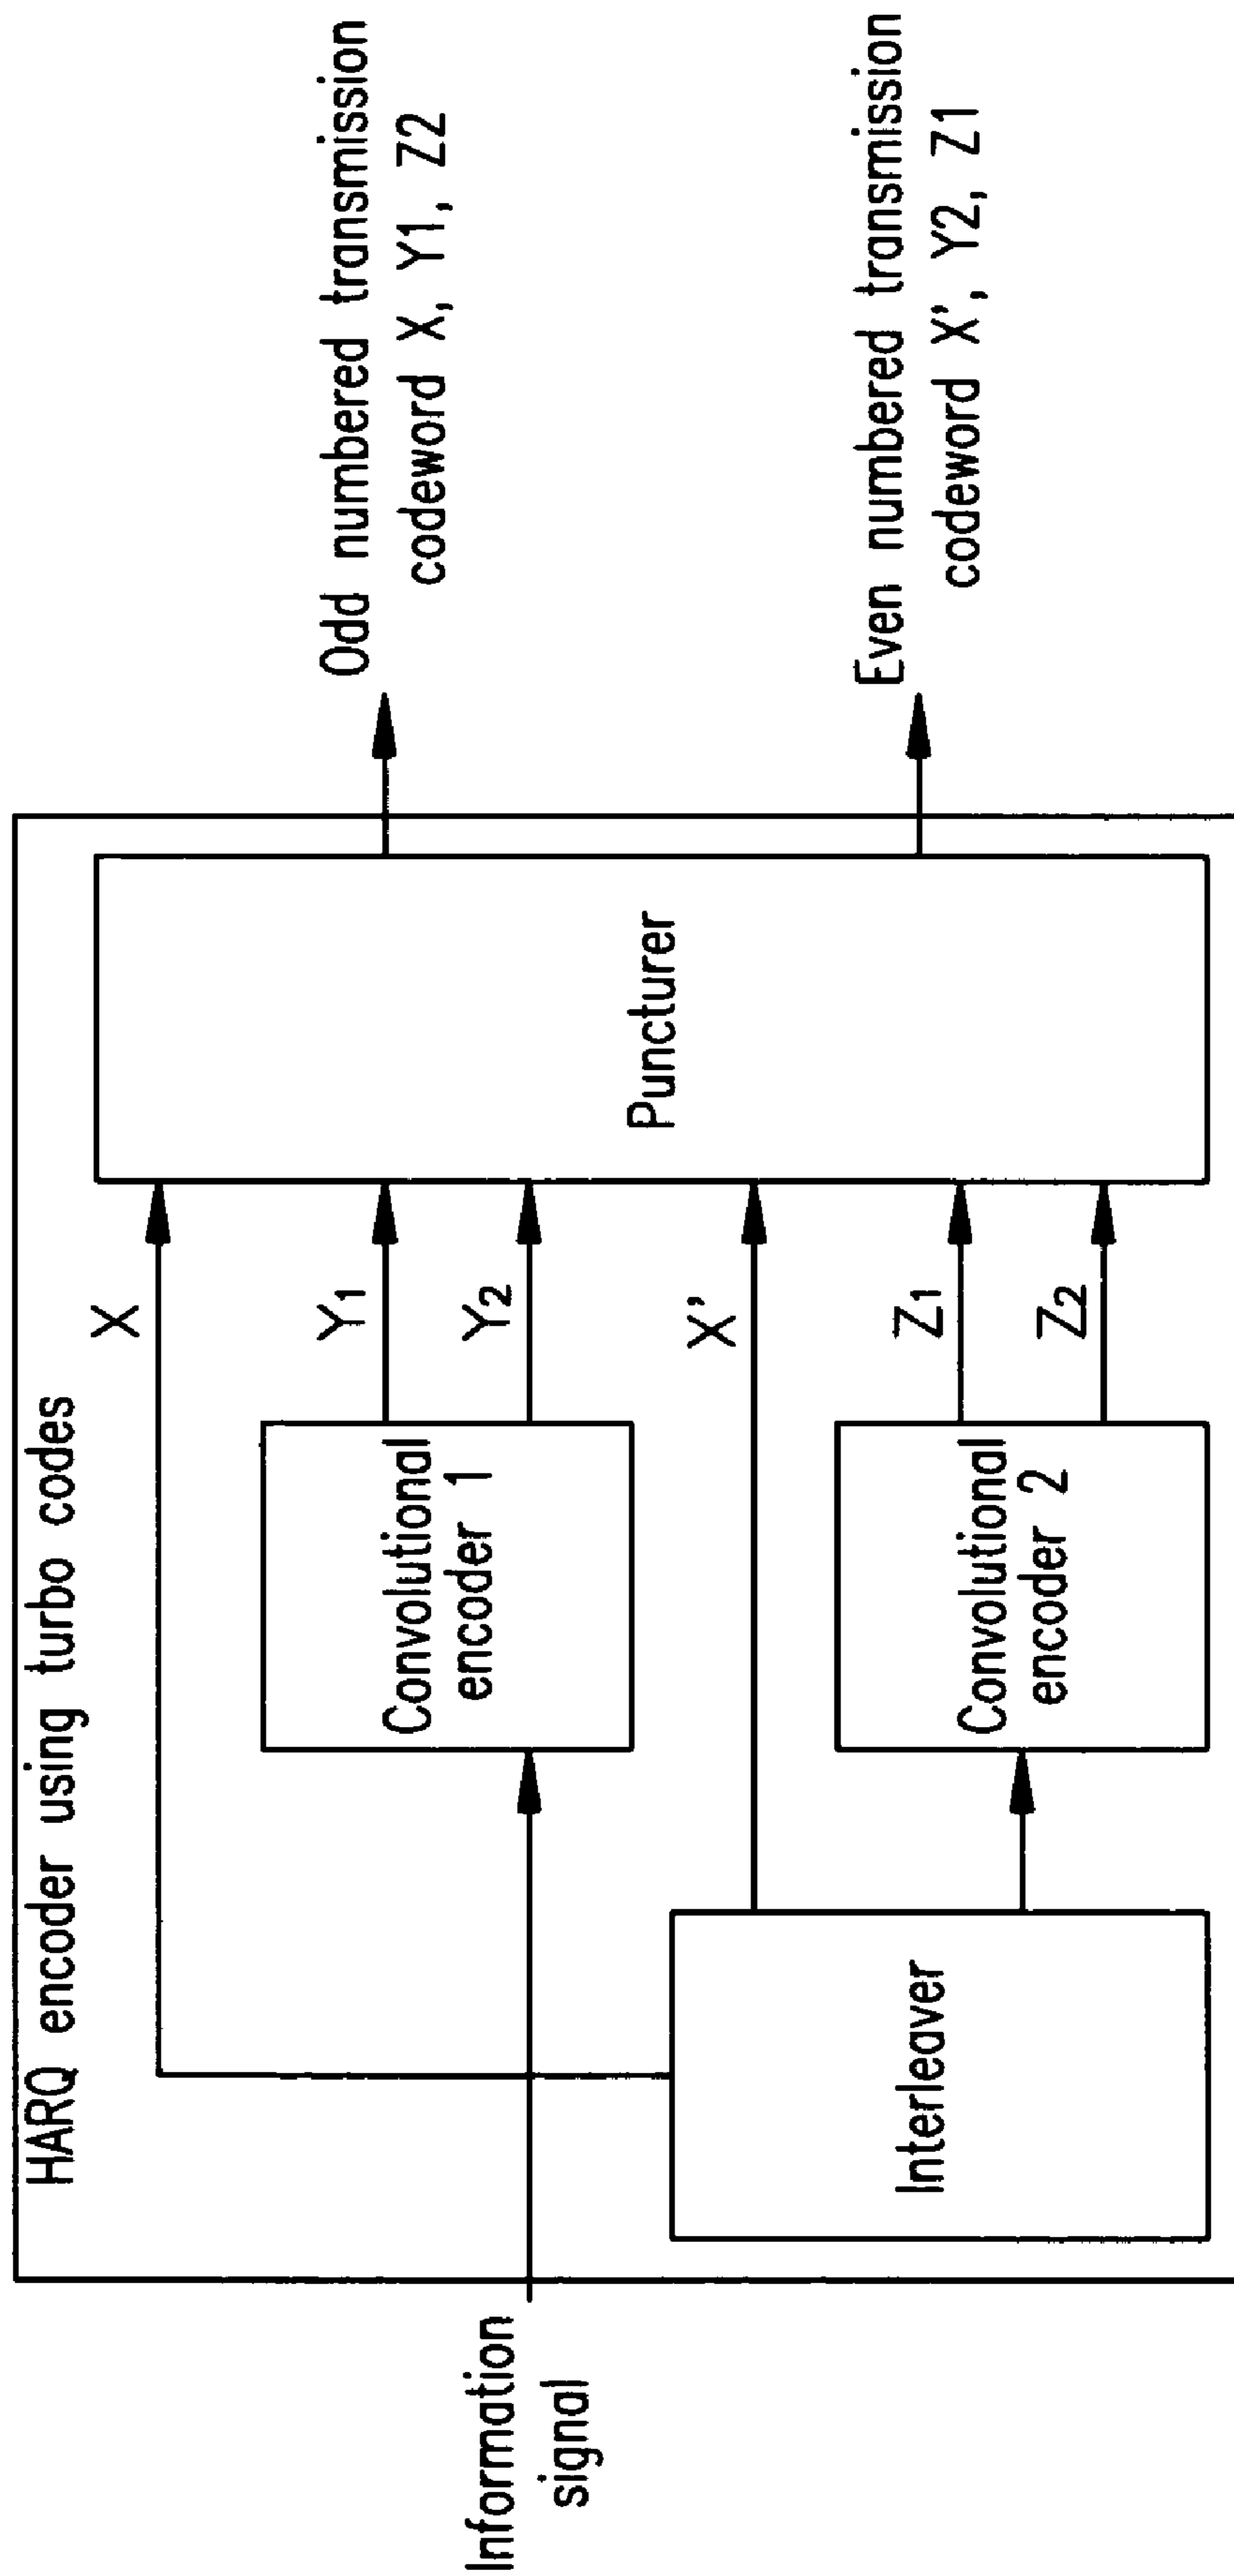 HARQ encoder using turbo codes
Information
signal
Interleaver
Convolutional
encoder 1
Convolutional
encoder 2
X
Y1
Y2
X'
Z1
Z2
Puncturer
Odd numbered transmission
codeword X, Y1, Z2
Even numbered transmission
codeword X', Y2, Z1